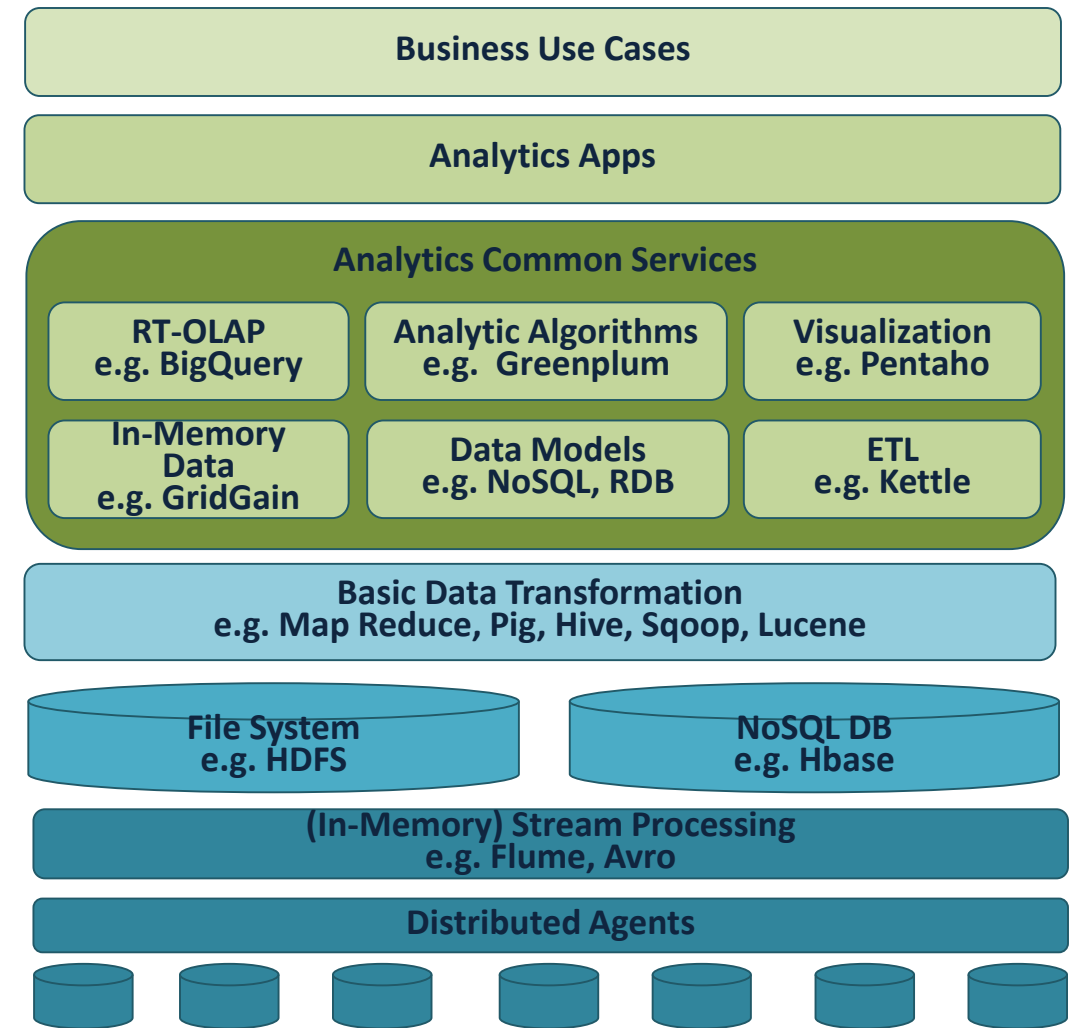 Business Use Cases
Analytics Apps
Analytics Common Services
RT-OLAP
e.g. BigQuery
Analytic Algorithms
e.g.  Greenplum
Visualization
e.g. Pentaho
In-Memory
Data
e.g. GridGain
Data Models
e.g. NoSQL, RDB
ETL
e.g. Kettle
Basic Data Transformation
e.g. Map Reduce, Pig, Hive, Sqoop, Lucene
File System
e.g. HDFS
NoSQL DB
e.g. Hbase
(In-Memory) Stream Processing
e.g. Flume, Avro
Distributed Agents